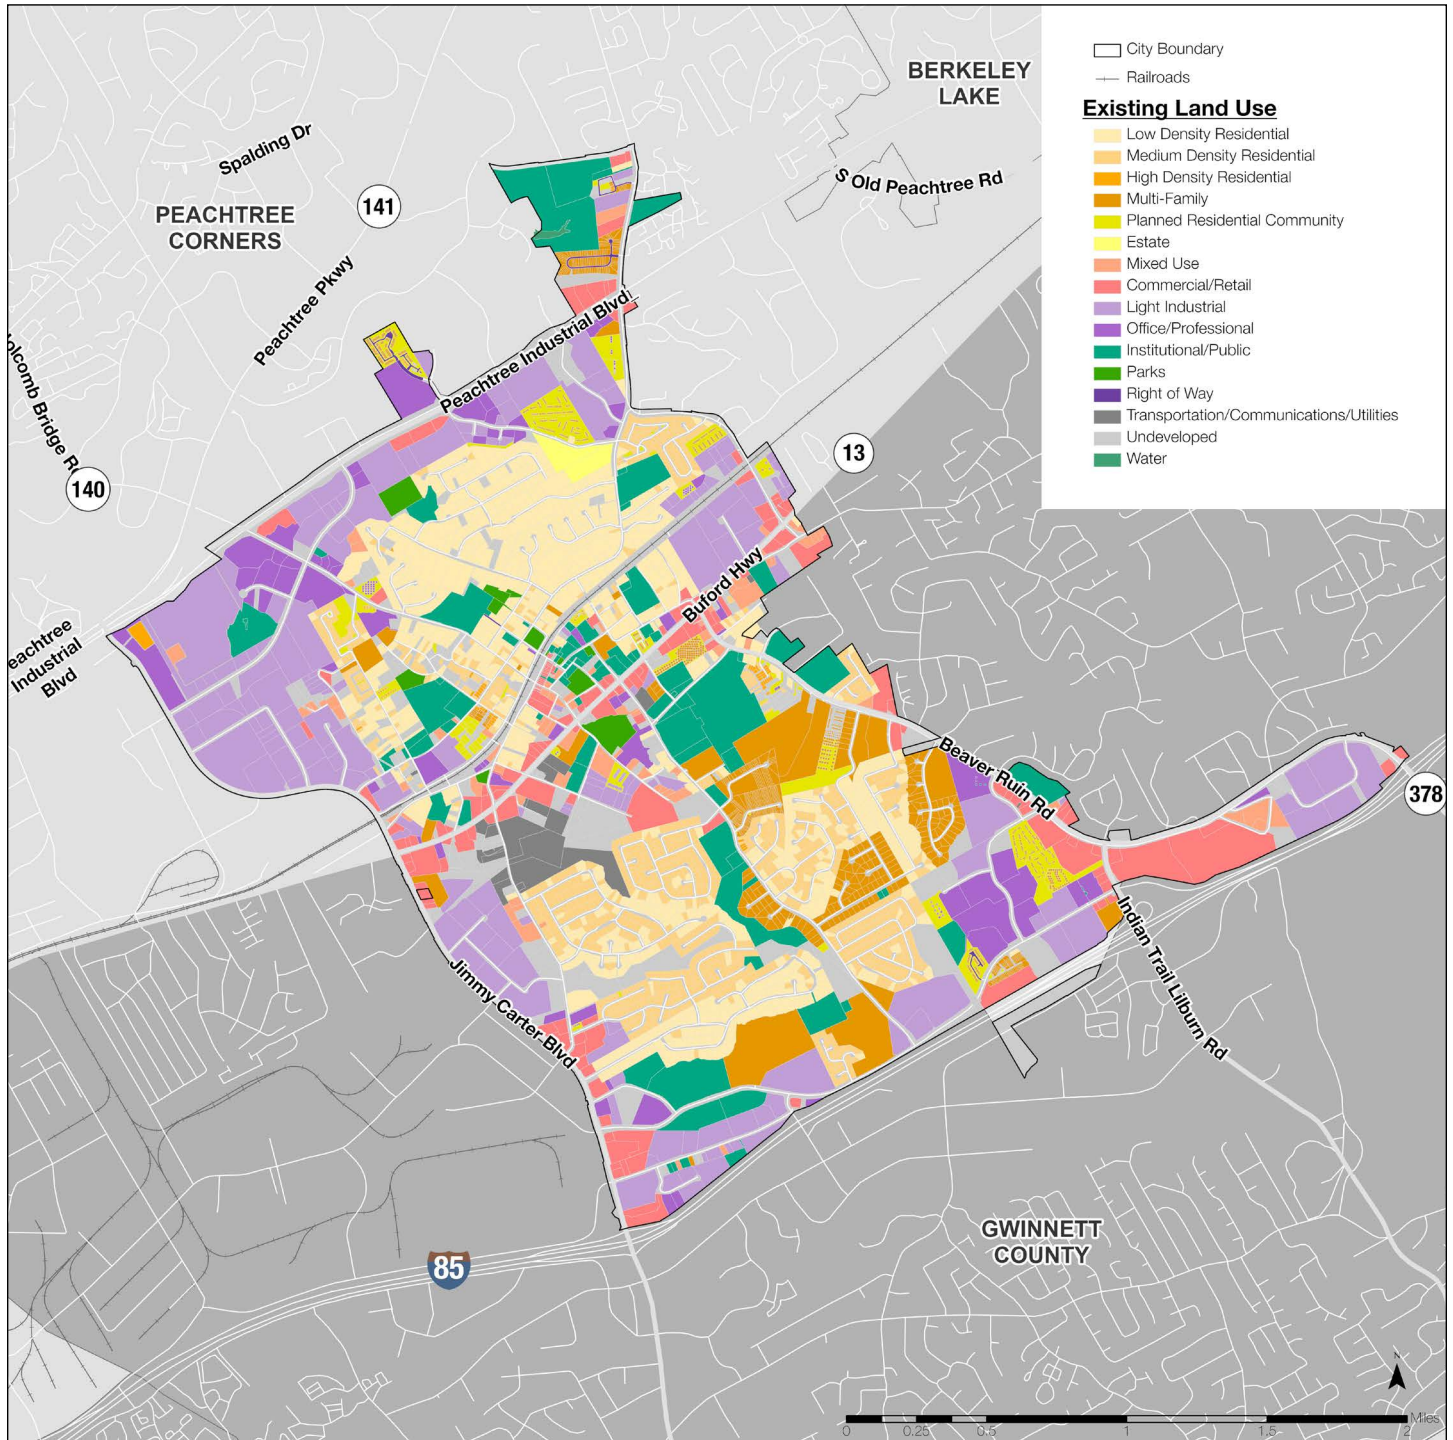 City Boundary
Railroads
Existing Land Use
Low Density Residential
Medium Density Residential
High Density Residential
Multi-Family
Planned Residential Community
Estate
Mixed Use
Commercial/Retail
Light Industrial
Office/Professional
Institutional/Public
Parks
Right of Way
Transportation/Communications/Utilities
Undeveloped
Water
BERKELEY
LAKE
Spalding Dr
S Old Peachtree Rd
141
PEACHTREE
CORNERS
Peachtree Pkwy
Peachtree Industrial Blvd
olcomb Bridge R
140
13
Buford Hwy
eachtree
Industrial
Blvd
Beaver Ruin Rd
378
Indian Trail Lilburn Rd
Jimmy Carter Blvd
GWINNETT
COUNTY
85
N
Miles
0 0.25 0.5 1 1.5 2